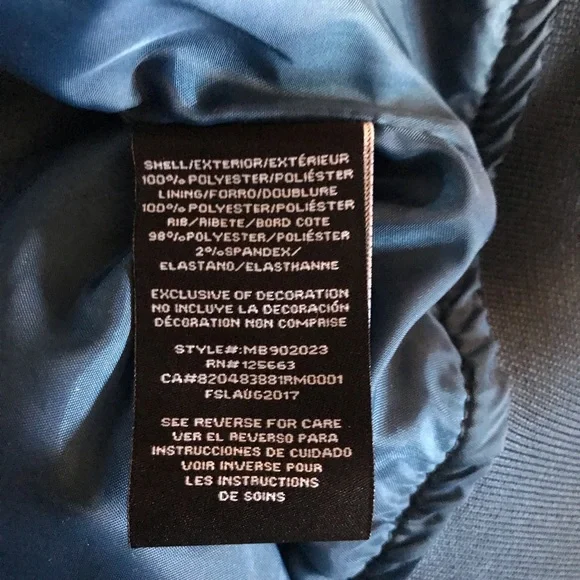 SHELL/EXTERIOR/EXTÉRIEUR
100%POLYESTER/POLIÉSTER
LINING/FORRO/DOUBLURE
100%POLYESTER/POLIÉSTER
RIB/RIBETE/BORD COTE
98%POLYESTER/POLIÉSTER
2%SPANDEX/
ELASTANO/ELASTHANNE
EXCLUSIVE OF DECORATION
NO INCLUYE LA DECORACIÓN
DÉCORATION NON COMPRISE
STYLE#:MB902023
RN#125663
CA#820483881RM0001
FSLAUG2017
SEE REVERSE FOR CARE
VER EL REVERSO PARA
INSTRUCCIONES DE CUIDADO
VOIR INVERSE POUR
LES INSTRUCTIONS
DE SOINS